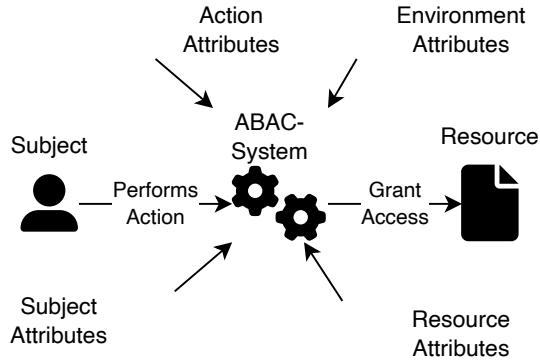 Action
Attributes
Environment
Attributes
ABAC-
System
Subject
Resource
Performs
Action
Grant
Access
Subject
Attributes
Resource
Attributes